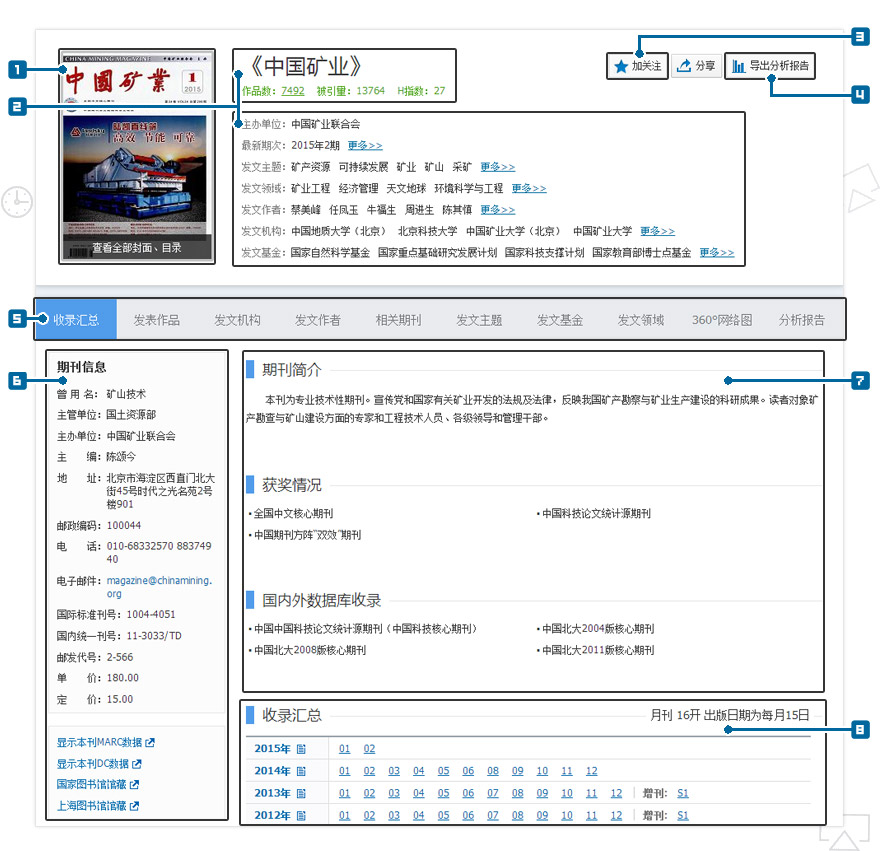 1
2
3
4
5
6
7
8
CHINA MINING MAGAZINE
中國矿業
1
2015
高效 节能 可靠
查看全部封面、目录
《中国矿业》
作品数：7492 被引量：13764 H指数：27
加关注
分享
导出分析报告
主办单位：中国矿业联合会
最新期次：2015年2期 更多>>
发文主题：矿产资源 可持续发展 矿业 矿山 采矿 更多>>
发文领域：矿业工程 经济管理 天文地球 环境科学与工程 更多>>
发文作者：蔡美峰 任凤玉 牛福生 周进生 陈其慎 更多>>
发文机构：中国地质大学（北京） 北京科技大学 中国矿业大学（北京） 中国矿业大学 更多>>
发文基金：国家自然科学基金 国家重点基础研究发展计划 国家科技支撑计划 国家教育部博士点基金 更多>>
收录汇总 发表作品 发文机构 发文作者 相关期刊 发文主题 发文基金 发文领域 360°网络图 分析报告
期刊信息
曾 用 名：矿山技术
主管单位：国土资源部
主办单位：中国矿业联合会
主 编：陈颂今
地 址：北京市海淀区西直门北大
街45号时代之光名苑2号
楼901
邮政编码：100044
电 话：010-68332570 883749
40
电子邮件：magazine@chinamining.
org
国际标准刊号：1004-4051
国内统一刊号：11-3033/TD
邮发代号：2-566
单 价：180.00
定 价：15.00
显示本刊MARC数据
显示本刊DC数据
国家图书馆馆藏
上海图书馆馆藏
期刊简介
本刊为专业技术性期刊。宣传党和国家有关矿业开发的法规及法律，反映我国矿产勘察与矿业生产建设的科研成果。读者对象矿
产勘查与矿山建设方面的专家和工程技术人员、各级领导和管理干部。
获奖情况
·全国中文核心期刊 ·中国科技论文统计源期刊
·中国期刊方阵"双效"期刊
国内外数据库收录
·中国中国科技论文统计源期刊（中国科技核心期刊） ·中国北大2004版核心期刊
·中国北大2008版核心期刊 ·中国北大2011版核心期刊
收录汇总 月刊 16开 出版日期为每月15日
2015年 01 02
2014年 01 02 03 04 05 06 08 09 10 11 12
2013年 01 02 03 04 05 06 07 08 09 10 11 12 增刊：S1
2012年 01 02 03 04 05 06 07 08 09 10 11 12 增刊：S1